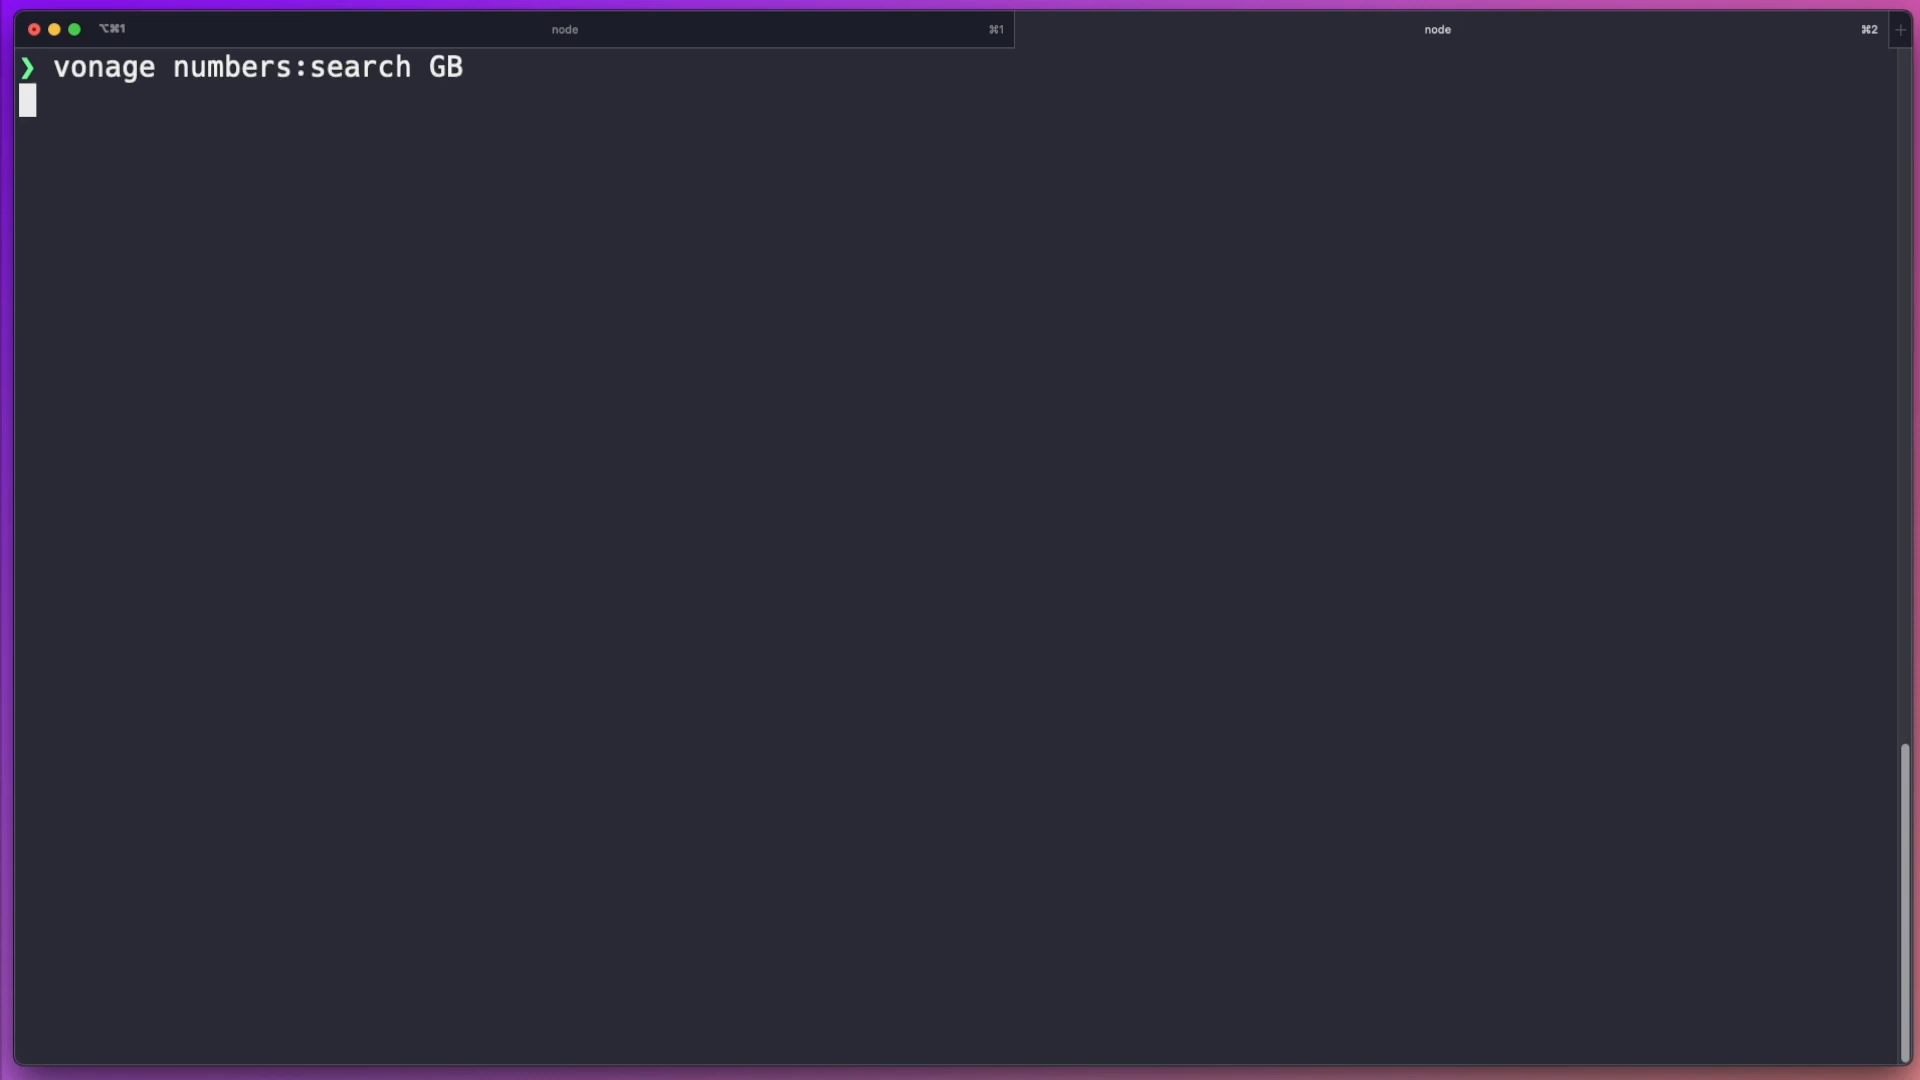 ⌥⌘1 node ⌘1 node ⌘2 +
❯ vonage numbers:search GB